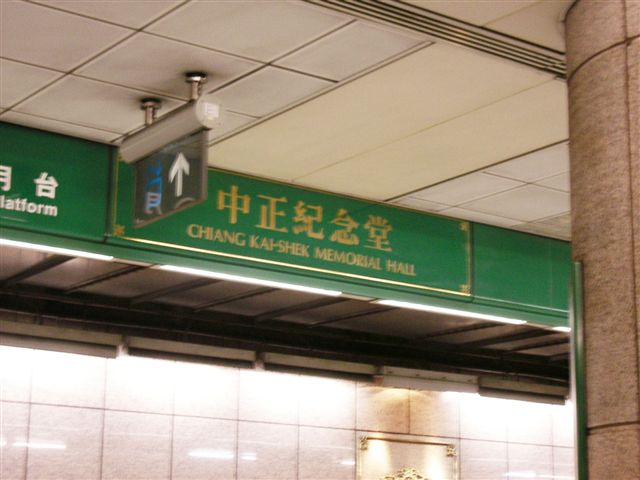 月台
latform
中正紀念堂
CHIANG KAI-SHEK MEMORIAL HALL